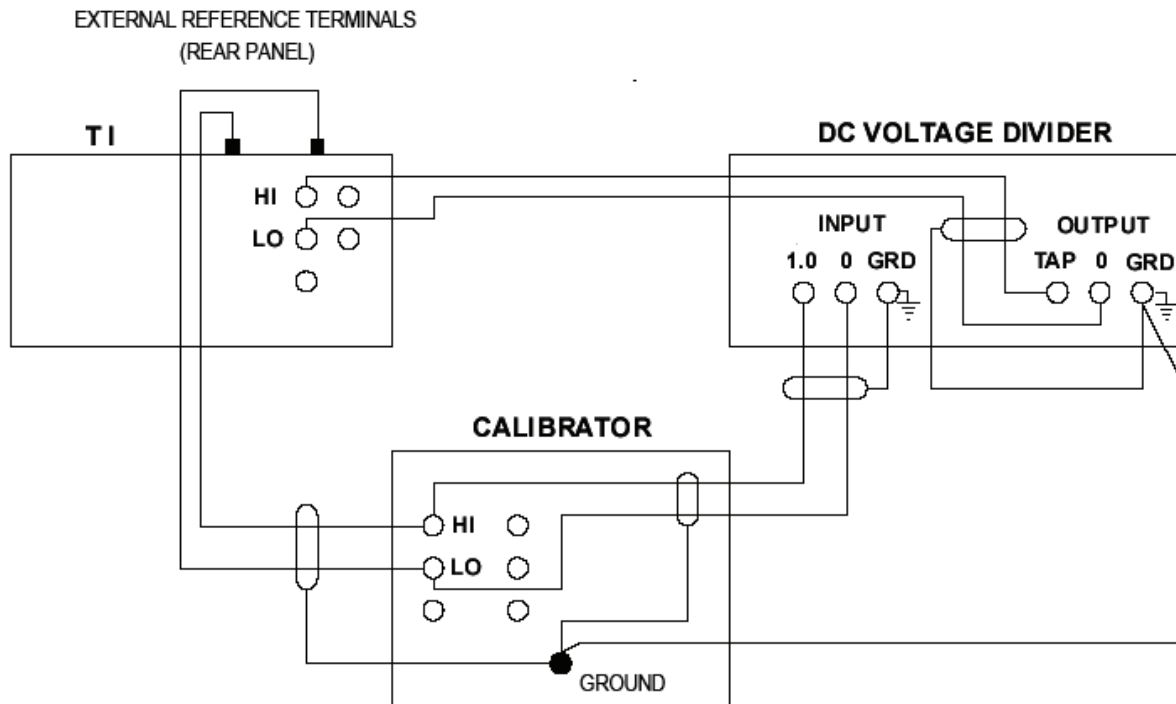 EXTERNAL REFERENCE TERMINALS
(REAR PANEL)
TI
DC VOLTAGE DIVIDER
HI
LO
INPUT
OUTPUT
1.0 0 GRD
TAP 0 GRD
CALIBRATOR
HI
LO
GROUND